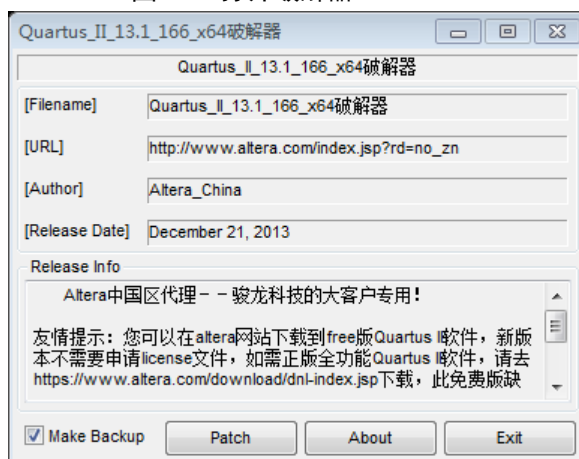 Quartus_II_13.1_166_x64破解器
Quartus_II_13.1_166_x64破解器
[Filename] Quartus_II_13.1_166_x64破解器
[URL] http://www.altera.com/index.jsp?rd=no_zn
[Author] Altera_China
[Release Date] December 21, 2013
Release Info
Altera中国区代理－－骏龙科技的大客户专用！
友情提示：您可以在altera网站下载到free版Quartus II软件，新版
本不需要申请license文件，如需正版全功能Quartus II软件，请去
https://www.altera.com/download/dnl-index.jsp下载，此免费版缺
Make Backup Patch About Exit